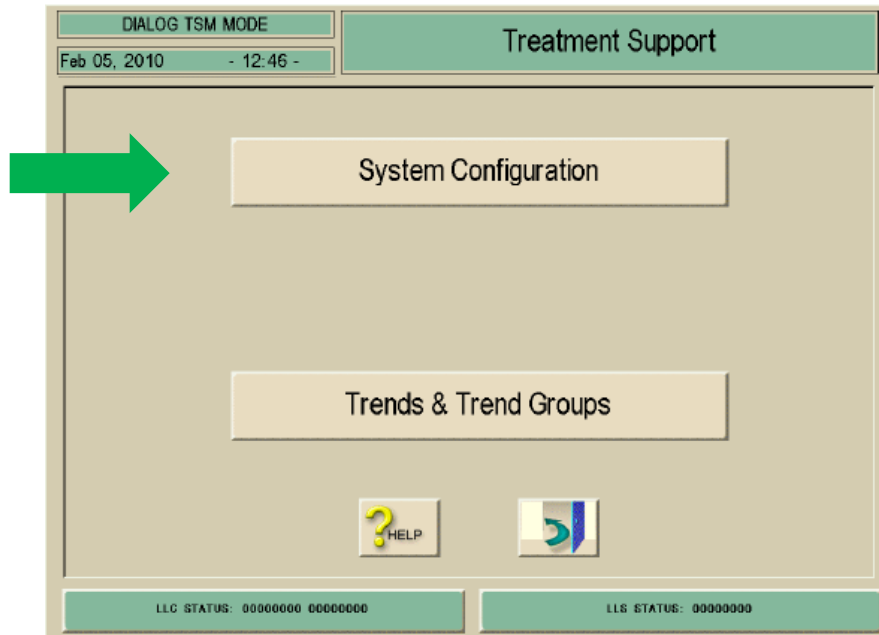 DIALOG TSM MODE
Treatment Support
Feb 05, 2010 - 12:46 -
System Configuration
Trends & Trend Groups
?HELP
LLC STATUS: 00000000 00000000
LLS STATUS: 00000000